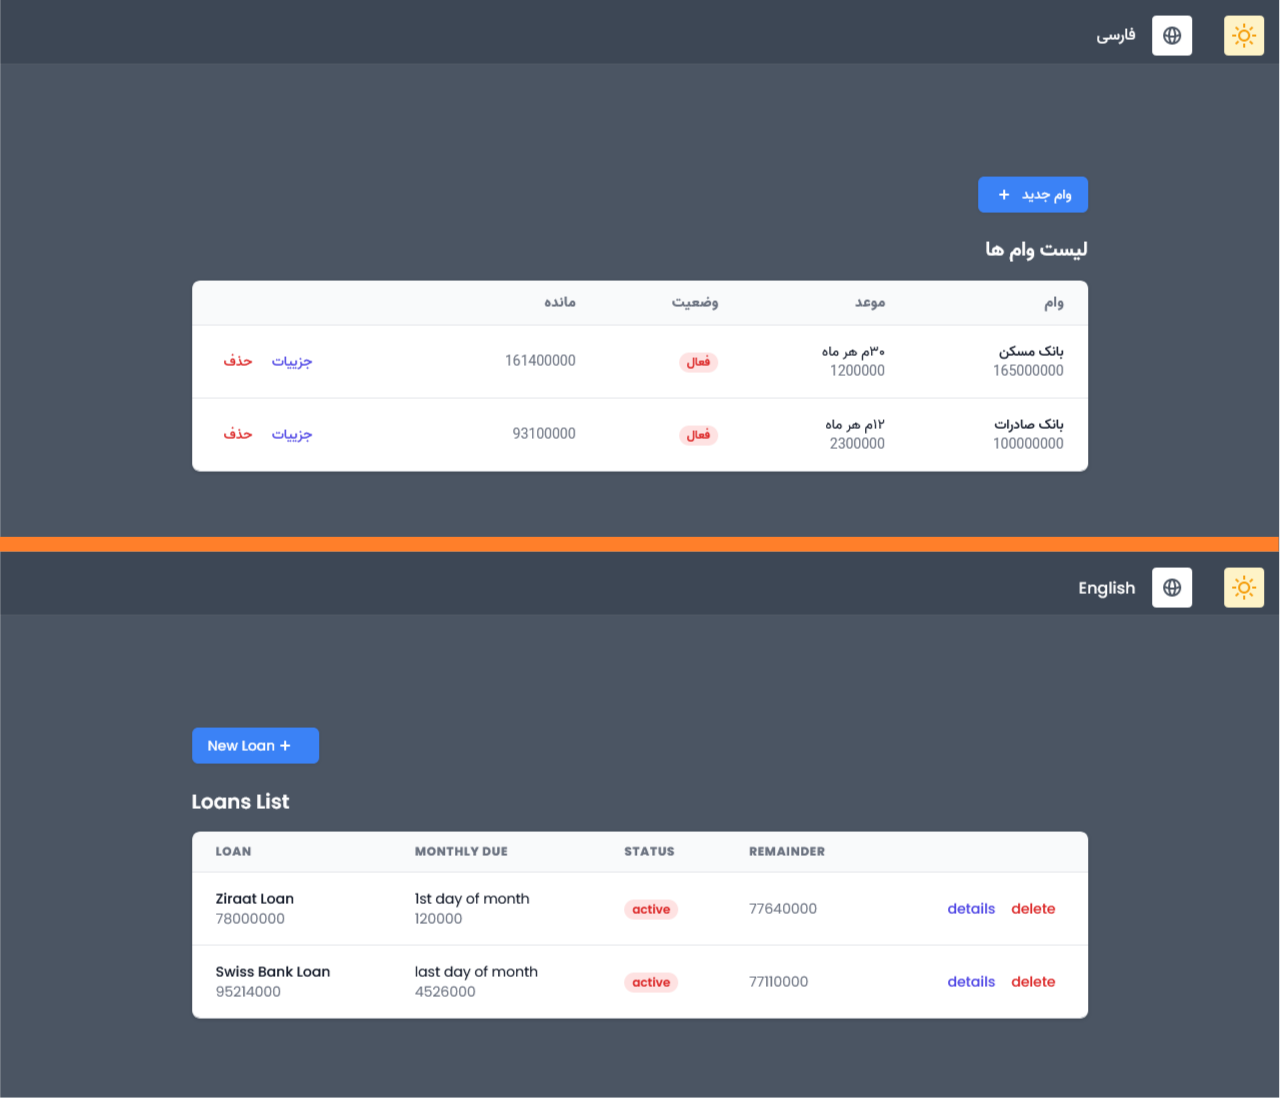 فارسی
وام جدید +
لیست وام ها
وام موعد وضعیت مانده
بانک مسکن ۳۰م هر ماه فعال 161400000 جزییات حذف
165000000 1200000
بانک صادرات ۱۲م هر ماه فعال 93100000 جزییات حذف
100000000 2300000
English
New Loan +
Loans List
LOAN MONTHLY DUE STATUS REMAINDER
Ziraat Loan 1st day of month active 77640000 details delete
78000000 120000
Swiss Bank Loan last day of month active 77110000 details delete
95214000 4526000